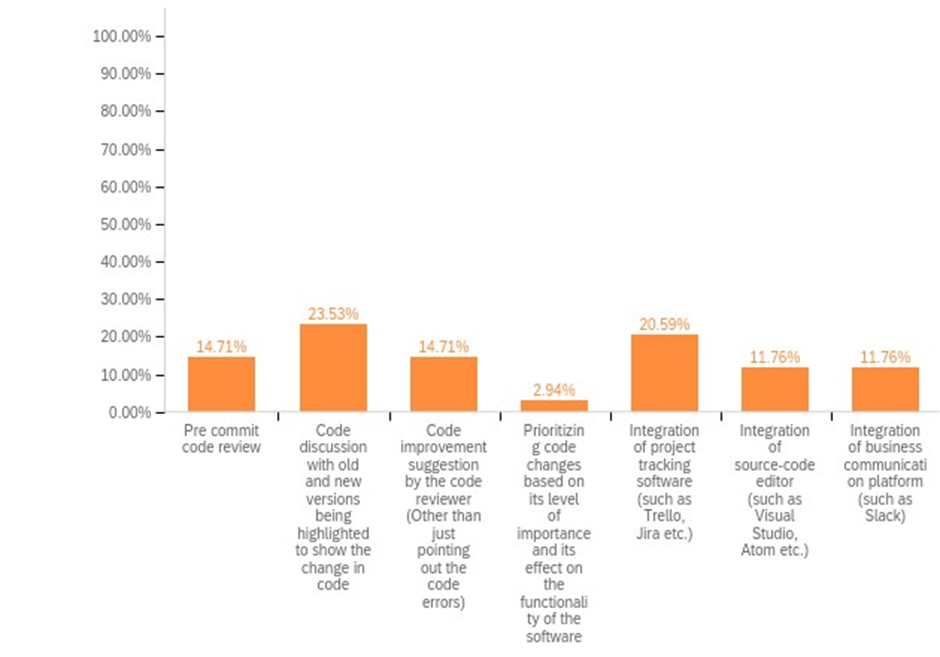 100.00%
90.00%
80.00%
70.00%
60.00%
50.00%
40.00%
30.00%
20.00%
10.00%
0.00%
14.71%
23.53%
14.71%
2.94%
20.59%
11.76%
11.76%
Pre commit
code review
Code
discussion
with old
and new
versions
being
highlighted
to show the
change in
code
Code
improvement
suggestion
by the code
reviewer
(Other than
just
pointing
out the
code
errors)
Prioritizin
g code
changes
based on
its level
of
importance
and its
effect on
the
functionali
ty of the
software
Integration
of project
tracking
software
(such as
Trello,
Jira etc.)
Integration
of
source-code
editor
(such as
Visual
Studio,
Atom etc.)
Integration
of business
communicati
on platform
(such as
Slack)